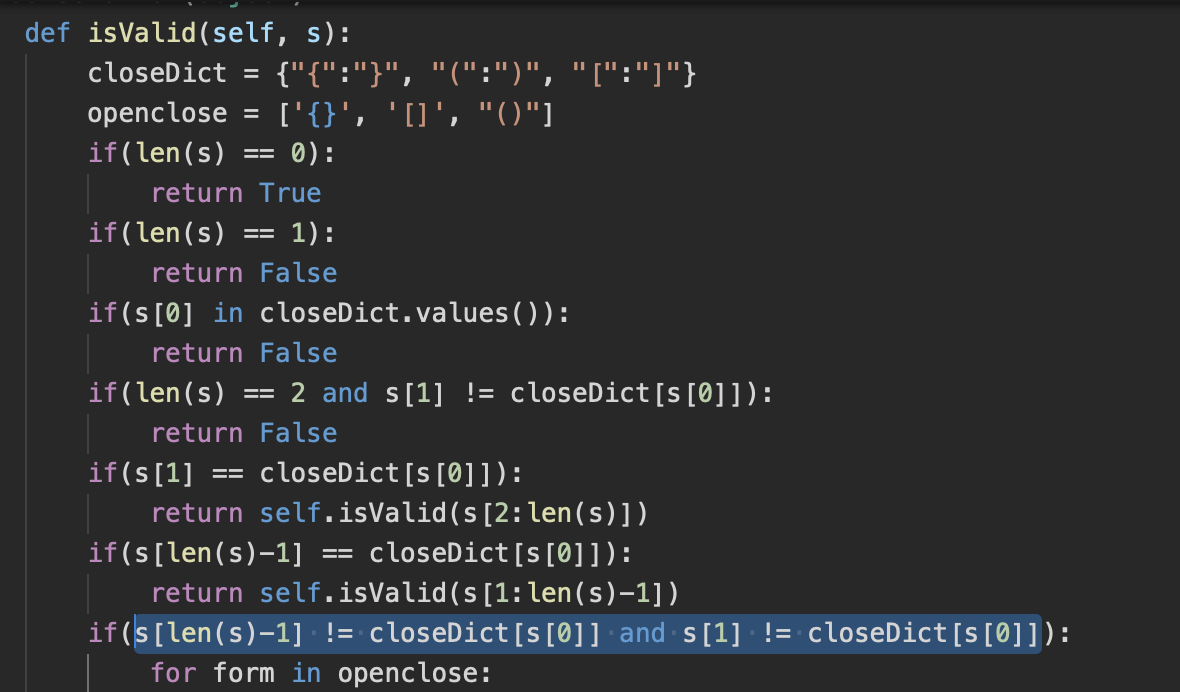 def isValid(self, s):
    closeDict = {"{":"}", "(":")", "[":"]"}
    openclose = ['{}', '[]', "()"]
    if(len(s) == 0):
        return True
    if(len(s) == 1):
        return False
    if(s[0] in closeDict.values()):
        return False
    if(len(s) == 2 and s[1] != closeDict[s[0]]):
        return False
    if(s[1] == closeDict[s[0]]):
        return self.isValid(s[2:len(s)])
    if(s[len(s)-1] == closeDict[s[0]]):
        return self.isValid(s[1:len(s)-1])
    if(s[len(s)-1] != closeDict[s[0]] and s[1] != closeDict[s[0]]):
        for form in openclose: